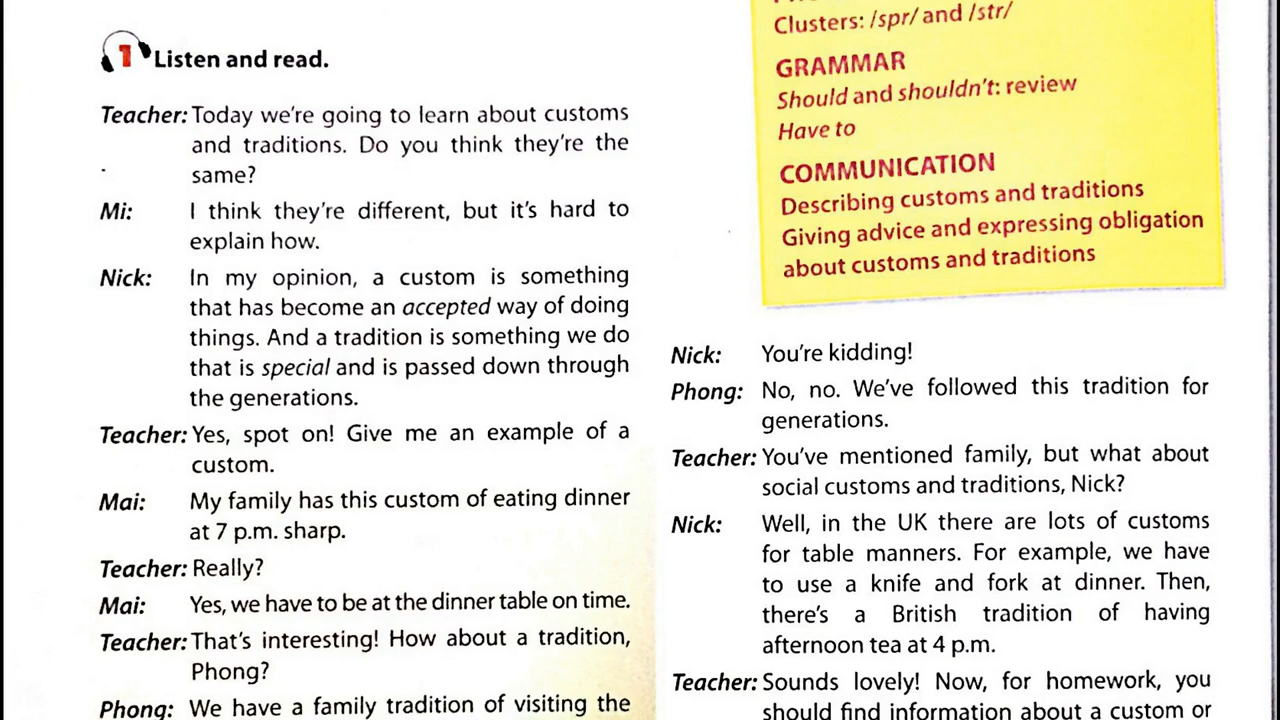 1 Listen and read.
Teacher: Today we're going to learn about customs
and traditions. Do you think they're the
same?
Mi: I think they're different, but it's hard to
explain how.
Nick: In my opinion, a custom is something
that has become an accepted way of doing
things. And a tradition is something we do
that is special and is passed down through
the generations.
Teacher: Yes, spot on! Give me an example of a
custom.
Mai: My family has this custom of eating dinner
at 7 p.m. sharp.
Teacher: Really?
Mai: Yes, we have to be at the dinner table on time.
Teacher: That's interesting! How about a tradition,
Phong?
Phong: We have a family tradition of visiting the
Clusters: /spr/ and /str/
GRAMMAR
Should and shouldn't: review
Have to
COMMUNICATION
Describing customs and traditions
Giving advice and expressing obligation
about customs and traditions
Nick: You're kidding!
Phong: No, no. We've followed this tradition for
generations.
Teacher: You've mentioned family, but what about
social customs and traditions, Nick?
Nick: Well, in the UK there are lots of customs
for table manners. For example, we have
to use a knife and fork at dinner. Then,
there's a British tradition of having
afternoon tea at 4 p.m.
Teacher: Sounds lovely! Now, for homework, you
should find information about a custom or